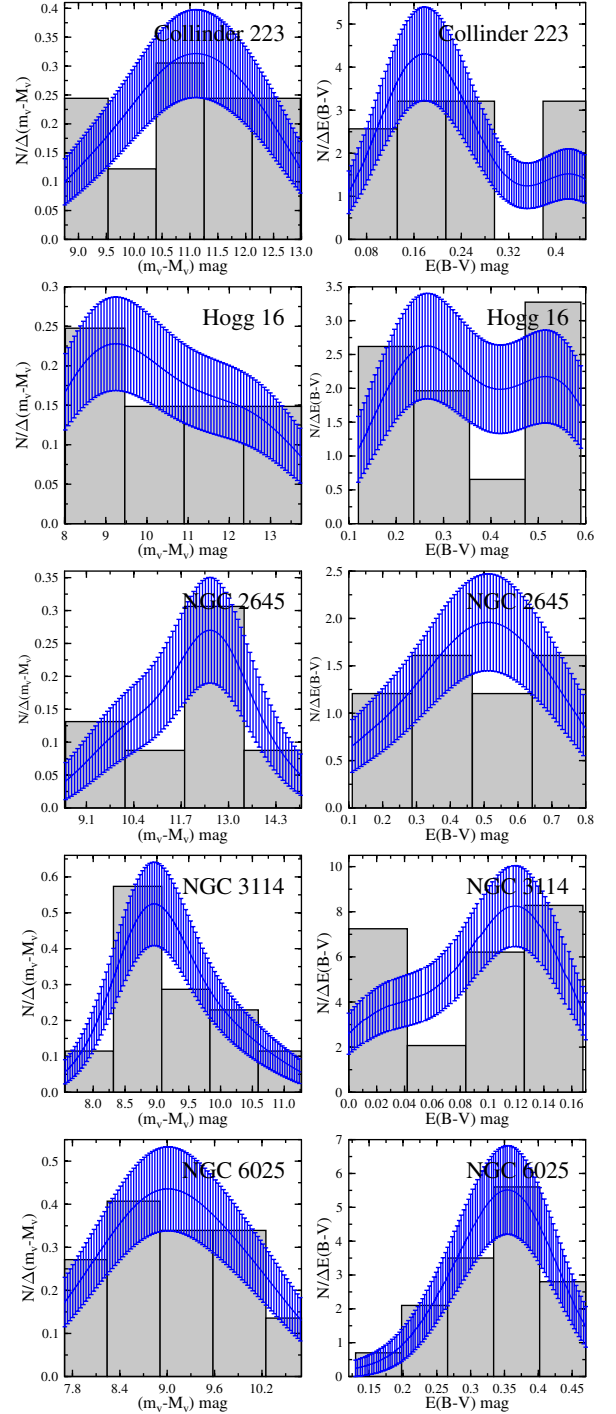 Collinder 223
N/Δ(m_v-M_v)
0.40
0.35
0.3
0.25
0.2
0.15
0.1
0.05
0.0
9.0 9.5 10.0 10.5 11.0 11.5 12.0 12.5 13.0
(m_v-M_v) mag
Collinder 223
N/ΔE(B-V)
5
4
3
2
1
0
0.08 0.16 0.24 0.32 0.4
E(B-V) mag
Hogg 16
N/Δ(m_v-M_v)
0.3
0.25
0.2
0.15
0.1
0.05
0.0
8 9 10 11 12 13
(m_v-M_v) mag
Hogg 16
N/ΔE(B-V)
3.5
3.0
2.5
2.0
1.5
1.0
0.5
0.0
0.1 0.2 0.3 0.4 0.5 0.6
E(B-V) mag
NGC 2645
N/Δ(m_v-M_v)
0.35
0.3
0.25
0.2
0.15
0.1
0.05
0.0
9.1 10.4 11.7 13.0 14.3
(m_v-M_v) mag
NGC 2645
N/ΔE(B-V)
2.5
2.0
1.5
1.0
0.5
0.0
0.1 0.2 0.3 0.4 0.5 0.6 0.7 0.8
E(B-V) mag
NGC 3114
N/Δ(m_v-M_v)
0.6
0.5
0.4
0.3
0.2
0.1
0.0
8.0 8.5 9.0 9.5 10.0 10.5 11.0
(m_v-M_v) mag
NGC 3114
N/ΔE(B-V)
10
8
6
4
2
0
0.0 0.02 0.04 0.06 0.08 0.1 0.12 0.14 0.16
E(B-V) mag
NGC 6025
N/Δ(m_v-M_v)
0.5
0.4
0.3
0.2
0.1
0.0
7.8 8.4 9.0 9.6 10.2
(m_v-M_v) mag
NGC 6025
N/ΔE(B-V)
7
6
5
4
3
2
1
0
0.15 0.2 0.25 0.3 0.35 0.4 0.45
E(B-V) mag